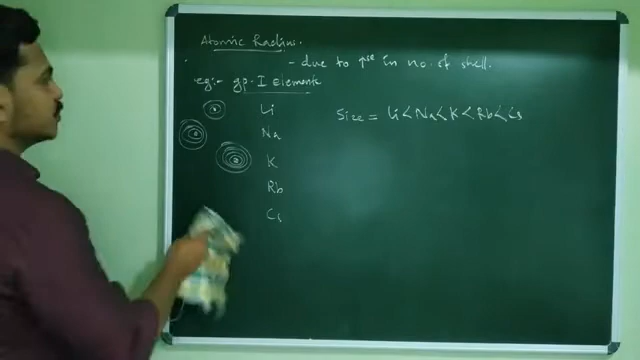 Atomic Radius.
- due to ↑se in no. of shell.
eg:- gp-I Elements
Li
Size = Li < Na < K < Rb < Cs
Na
K
Rb
Cs